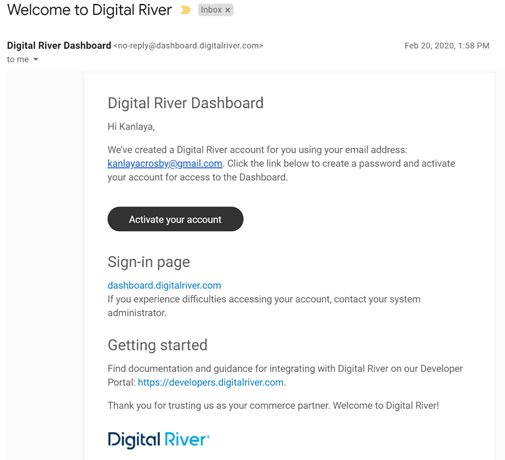 Welcome to Digital River Inbox ×
Digital River Dashboard <no-reply@dashboard.digitalriver.com> Feb 20, 2020, 1:58 PM
to me
Digital River Dashboard
Hi Kanlaya,
We've created a Digital River account for you using your email address:
kanlayacrosby@gmail.com. Click the link below to create a password and activate
your account for access to the Dashboard.
Activate your account
Sign-in page
dashboard.digitalriver.com
If you experience difficulties accessing your account, contact your system
administrator.
Getting started
Find documentation and guidance for integrating with Digital River on our Developer
Portal: https://developers.digitalriver.com.
Thank you for trusting us as your commerce partner. Welcome to Digital River!
Digital River